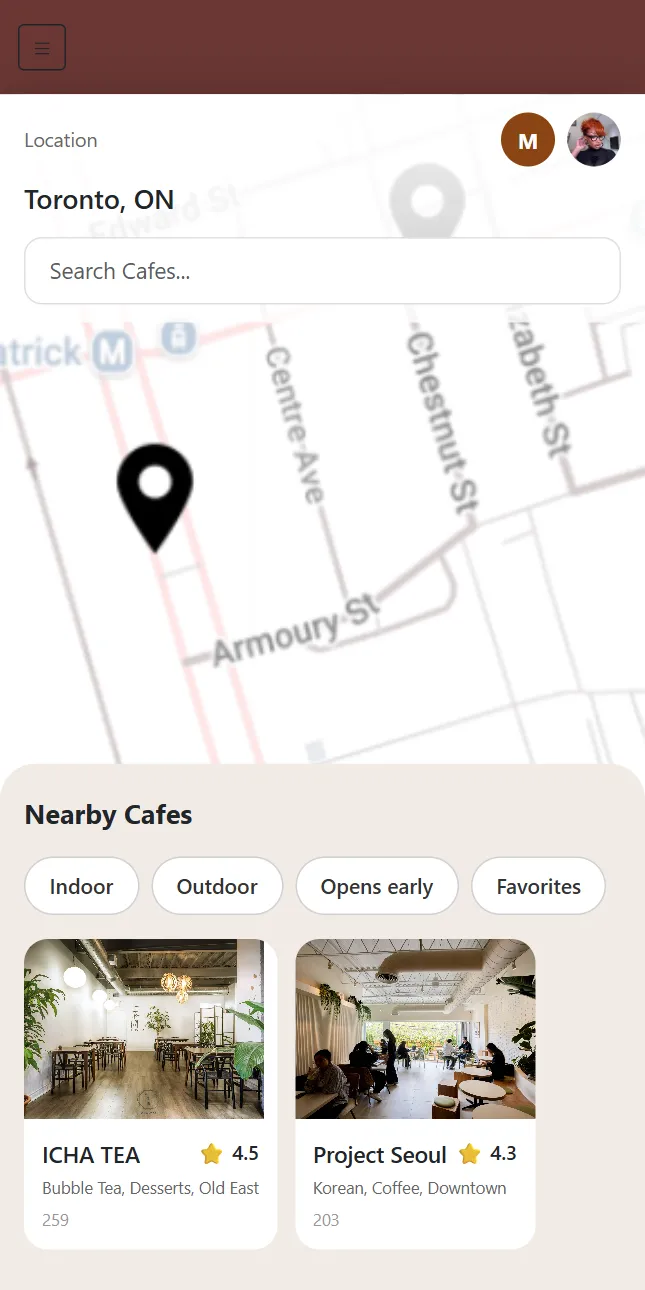 Location
M
Toronto, ON
Edward St
Search Cafes...
atrick M
Centre Ave
Chestnut St
zabeth St
Armoury St
Nearby Cafes
Indoor Outdoor Opens early Favorites
ICHA TEA 4.5
Bubble Tea, Desserts, Old East
259
Project Seoul 4.3
Korean, Coffee, Downtown
203